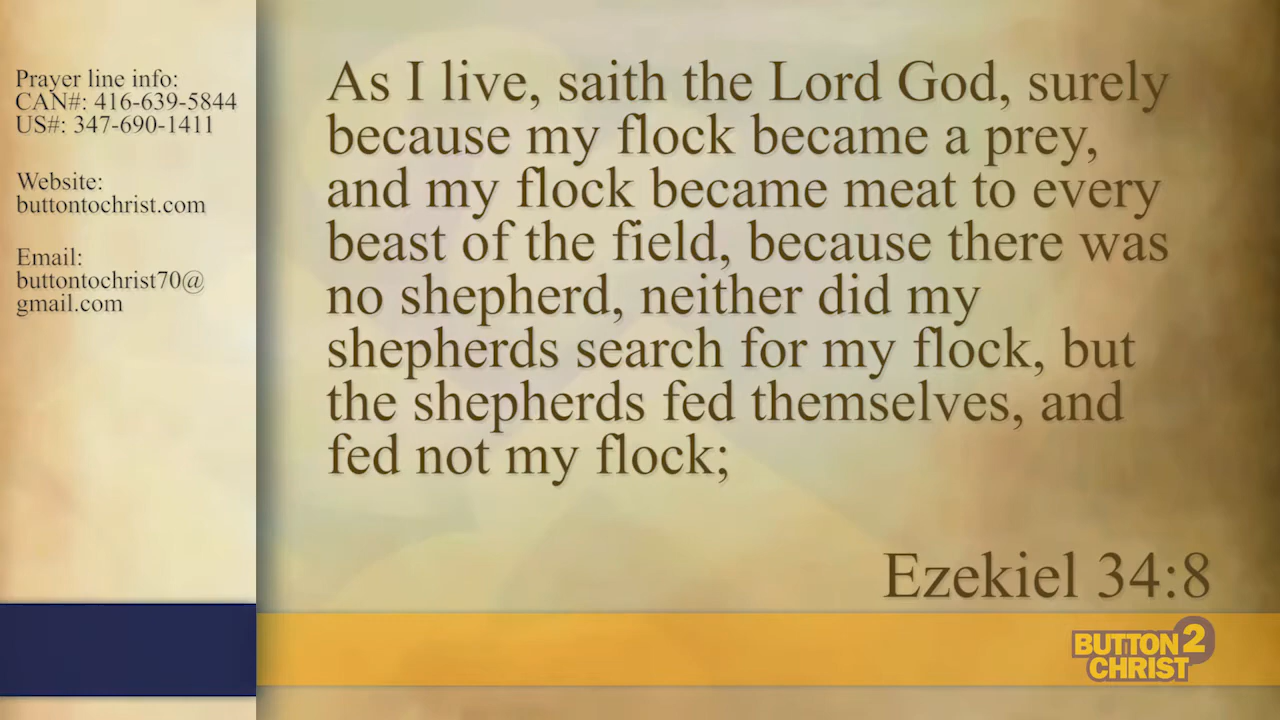 Prayer line info:
CAN#: 416-639-5844
US#: 347-690-1411
Website:
buttontochrist.com
Email:
buttontochrist70@
gmail.com
As I live, saith the Lord God, surely
because my flock became a prey,
and my flock became meat to every
beast of the field, because there was
no shepherd, neither did my
shepherds search for my flock, but
the shepherds fed themselves, and
fed not my flock;
Ezekiel 34:8
BUTTON 2
CHRIST